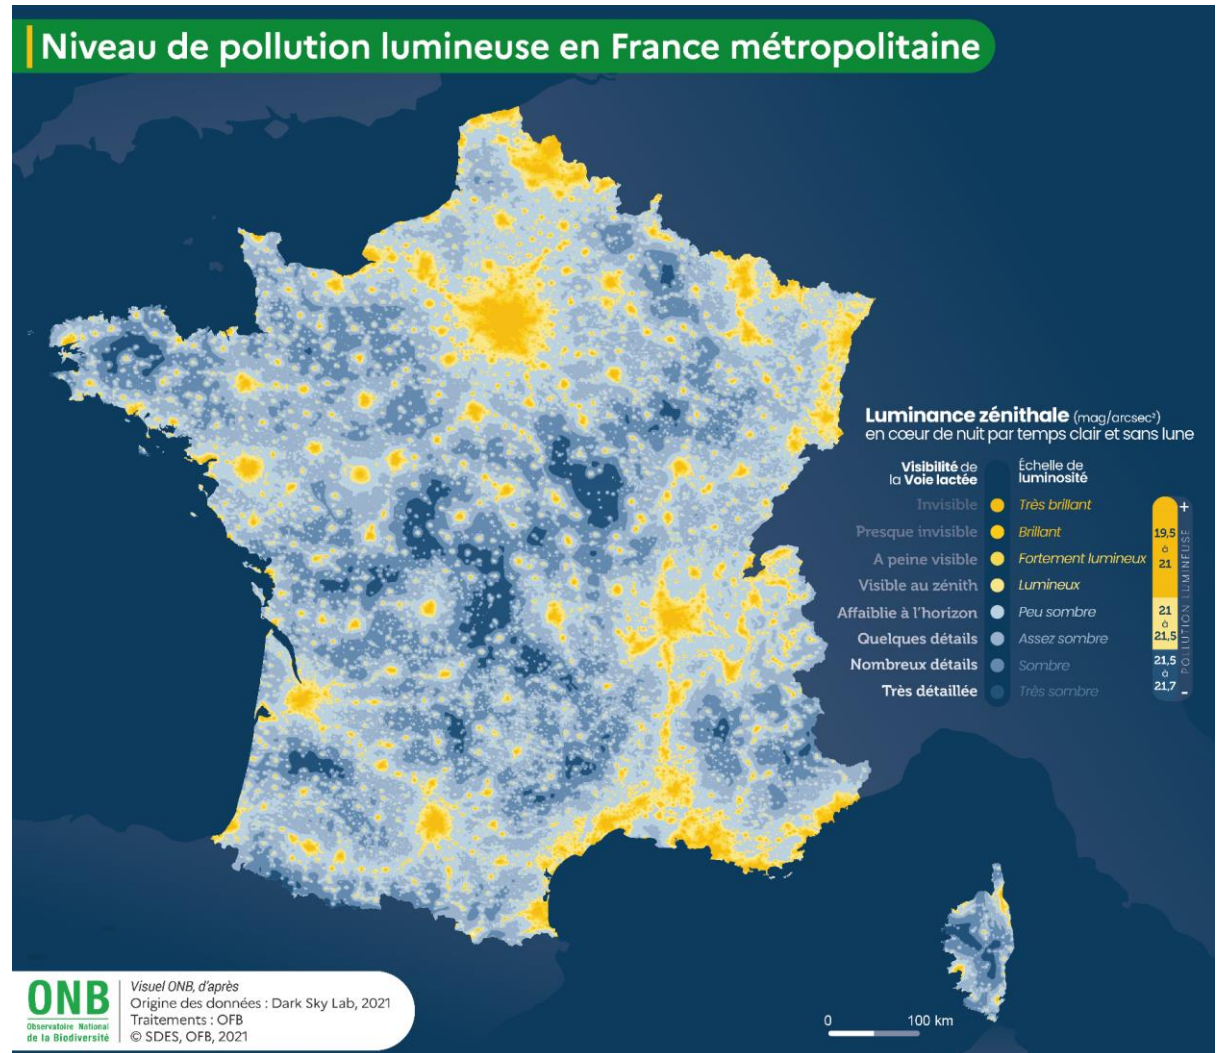 Niveau de pollution lumineuse en France métropolitaine
Luminance zénithale (mag/arcsec²)
en cœur de nuit par temps clair et sans lune
Visibilité de
la Voie lactée
Échelle de
luminosité
Invisible
Très brillant
Presque invisible
Brillant
A peine visible
Fortement lumineux
Visible au zénith
Lumineux
Affaiblie à l'horizon
Peu sombre
Quelques détails
Assez sombre
Nombreux détails
Sombre
Très détaillée
Très sombre
+
19,5
à
21
21
à
21,5
21,5
à
21,7
-
POLLUTION LUMINEUSE
ONB
Observatoire National
de la Biodiversité
Visuel ONB, d'après
Origine des données : Dark Sky Lab, 2021
Traitements : OFB
© SDES, OFB, 2021
0 100 km